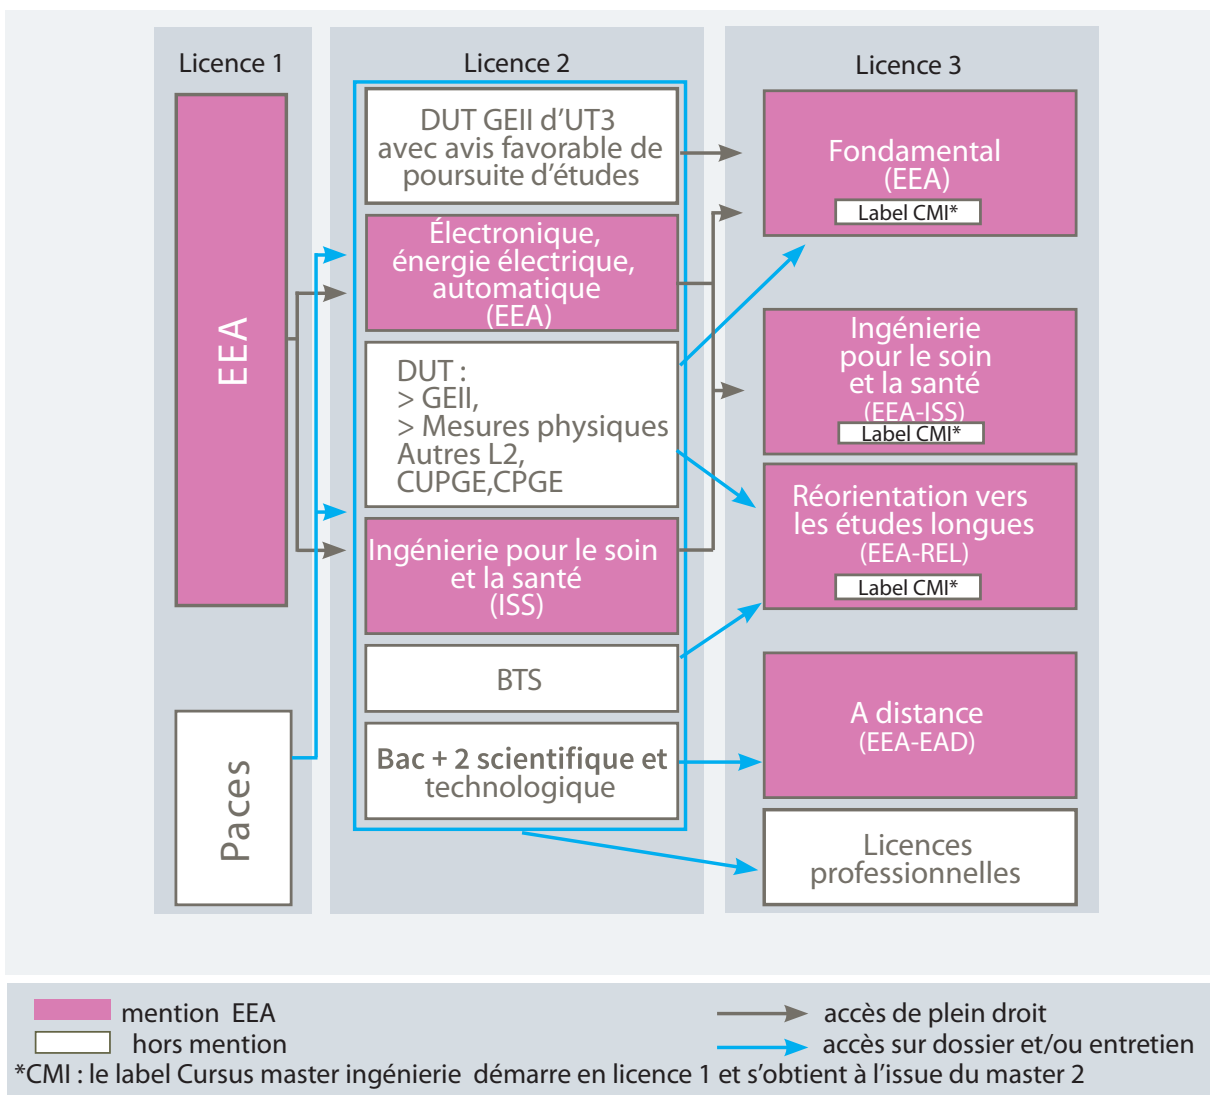 Licence 1
EEA
Paces
Licence 2
DUT GEII d’UT3
avec avis favorable de
poursuite d’études
Électronique,
énergie électrique,
automatique
(EEA)
DUT :
> GEII,
> Mesures physiques
Autres L2,
CUPGE,CPGE
Ingénierie pour le soin
et la santé
(ISS)
BTS
Bac + 2 scientifique et
technologique
Licence 3
Fondamental
(EEA)
Label CMI*
Ingénierie
pour le soin
et la santé
(EEA-ISS)
Label CMI*
Réorientation vers
les études longues
(EEA-REL)
Label CMI*
A distance
(EEA-EAD)
Licences
professionnelles
mention EEA
hors mention
accès de plein droit
accès sur dossier et/ou entretien
*CMI : le label Cursus master ingénierie démarre en licence 1 et s’obtient à l’issue du master 2